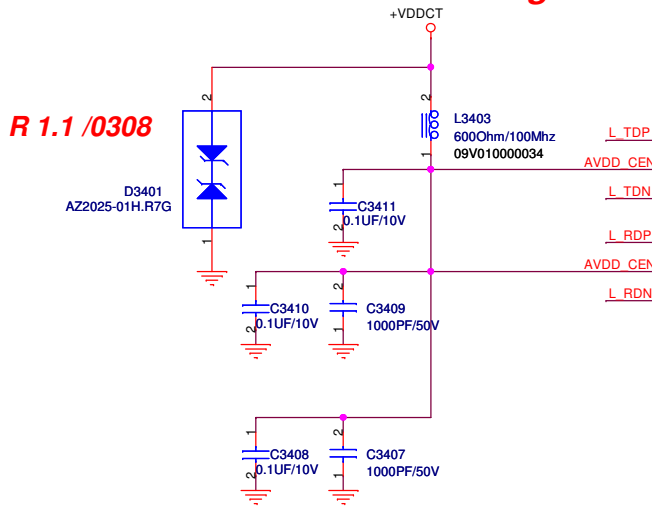 g
+VDDCT
2
2
L3403
600Ohm/100Mhz
09V010000034
R 1.1 /0308
1
L_TDP
AVDD_CEN
D3401
AZ2025-01H.R7G
1
L_TDN
C3411
0.1UF/10V
2
1
L_RDP
AVDD_CEN
1
2
L_RDN
C3410
0.1UF/10V
2
C3409
1000PF/50V
1
1
2
C3408
0.1UF/10V
2
C3407
1000PF/50V
1